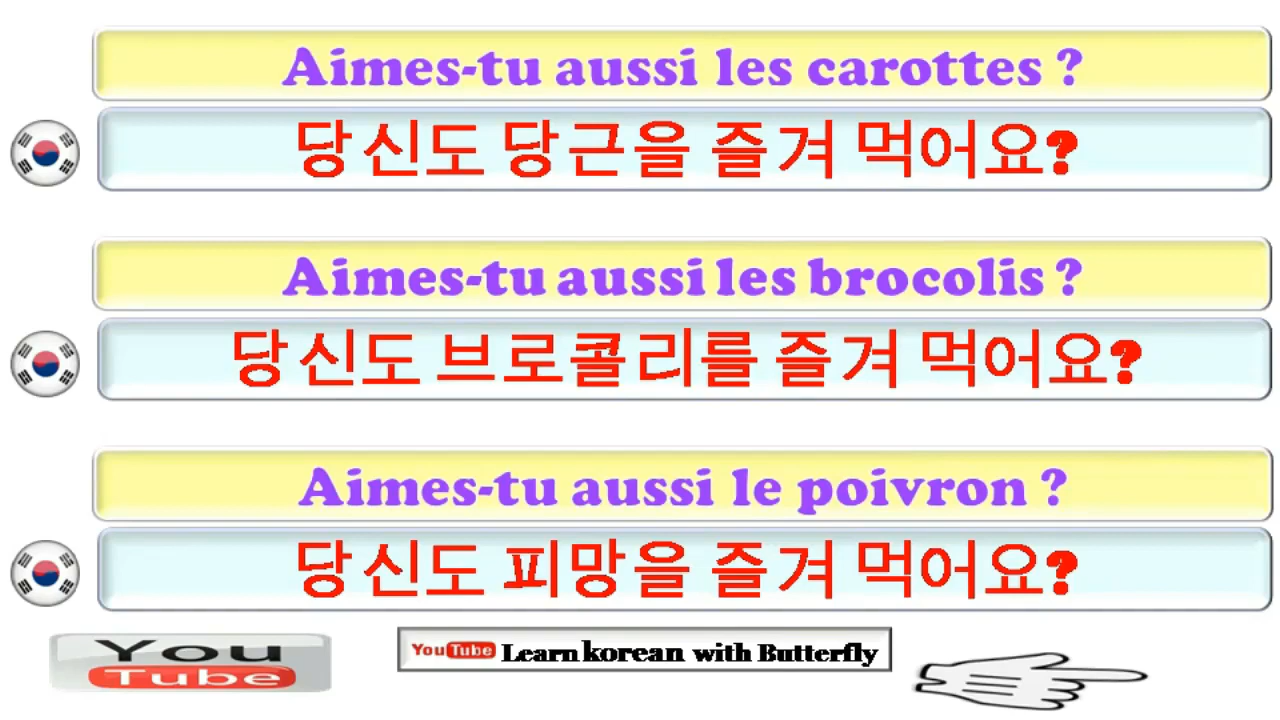 Aimes-tu aussi les carottes ?
당신도 당근을 즐겨 먹어요?
Aimes-tu aussi les brocolis ?
당신도 브로콜리를 즐겨 먹어요?
Aimes-tu aussi le poivron ?
당신도 피망을 즐겨 먹어요?
You
Tube
YouTube Learn korean with Butterfly